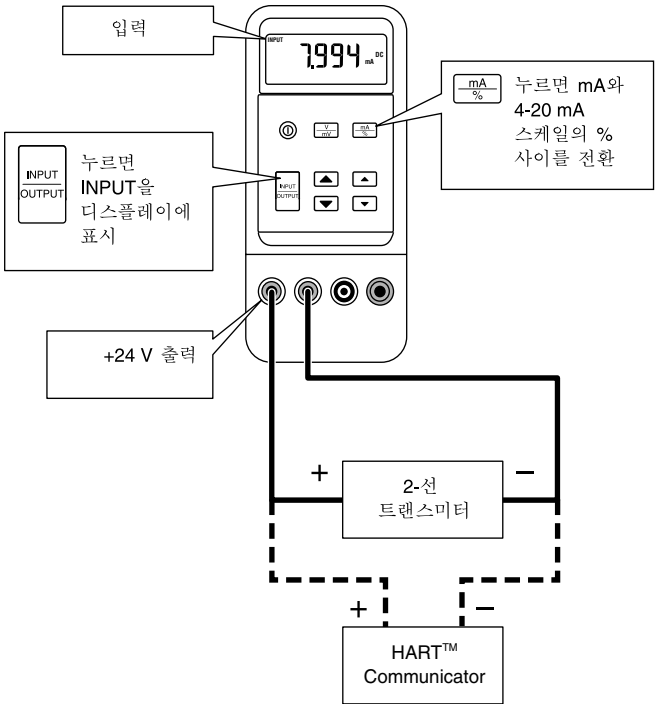 입력
INPUT
7.994 mA DC
mA
%
누르면 mA와
4-20 mA
스케일의 %
사이를 전환
V
mV
mA
%
INPUT
OUTPUT
누르면
INPUT을
디스플레이에
표시
INPUT
OUTPUT
+24 V 출력
+
2-선
트랜스미터
−
+
−
HART™
Communicator